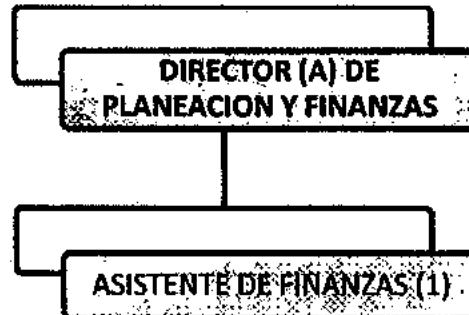 DIRECTOR (A) DE
PLANEACION Y FINANZAS
ASISTENTE DE FINANZAS (1)